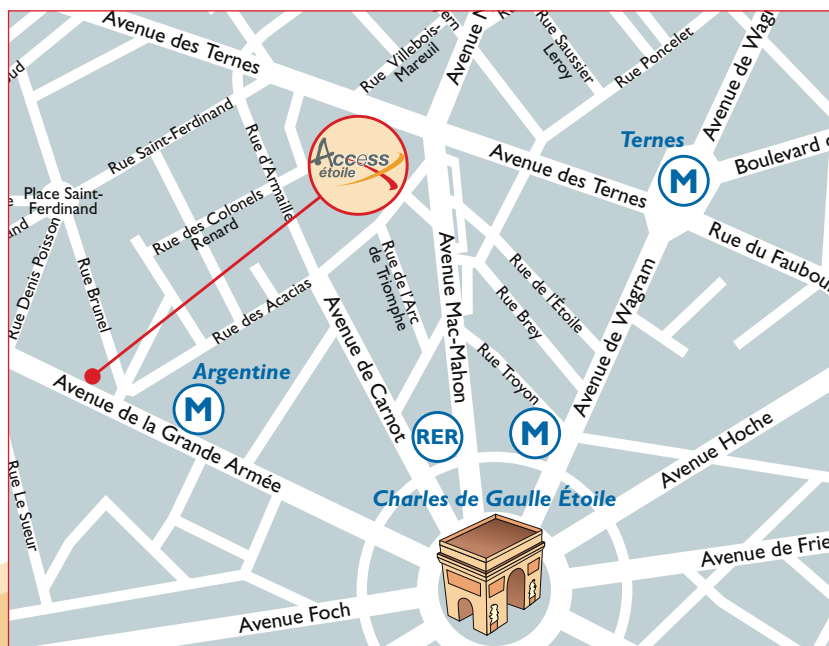 Avenue des Ternes
Rue Villebois-
Mareuil
Rue Saussier
Leroy
Rue Poncelet
Avenue de Wagram
Rue Saint-Ferdinand
Rue d'Armaille
Access
étoile
Ternes
M
Boulevard
Avenue des Ternes
Place Saint-
Ferdinand
Rue des Colonels
Renard
Rue Denis Poisson
Rue Brunel
Rue des Acacias
Rue de l'Arc
de Triomphe
Avenue Mac-Mahon
Rue de l'Étoile
Rue Brey
Rue Troyon
Avenue de Wagram
Rue du Faubou
Argentine
M
Avenue de la Grande Armée
Avenue de Carnot
RER
M
Avenue Hoche
Rue Le Sueur
Charles de Gaulle Étoile
Avenue de Frie
Avenue Foch